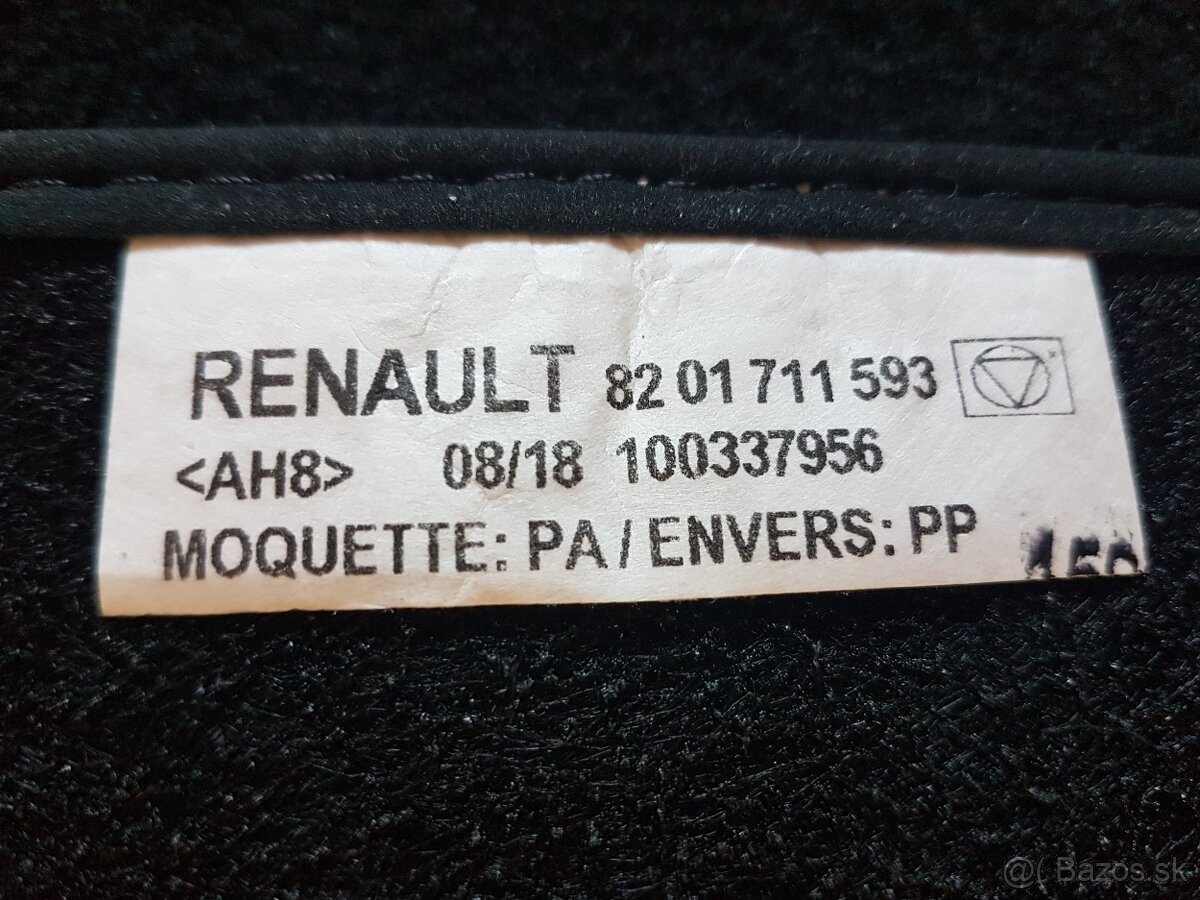 RENAULT 82 01 711 593
<AH8> 08/18 100337956
MOQUETTE: PA / ENVERS: PP
@( Bazos.sk